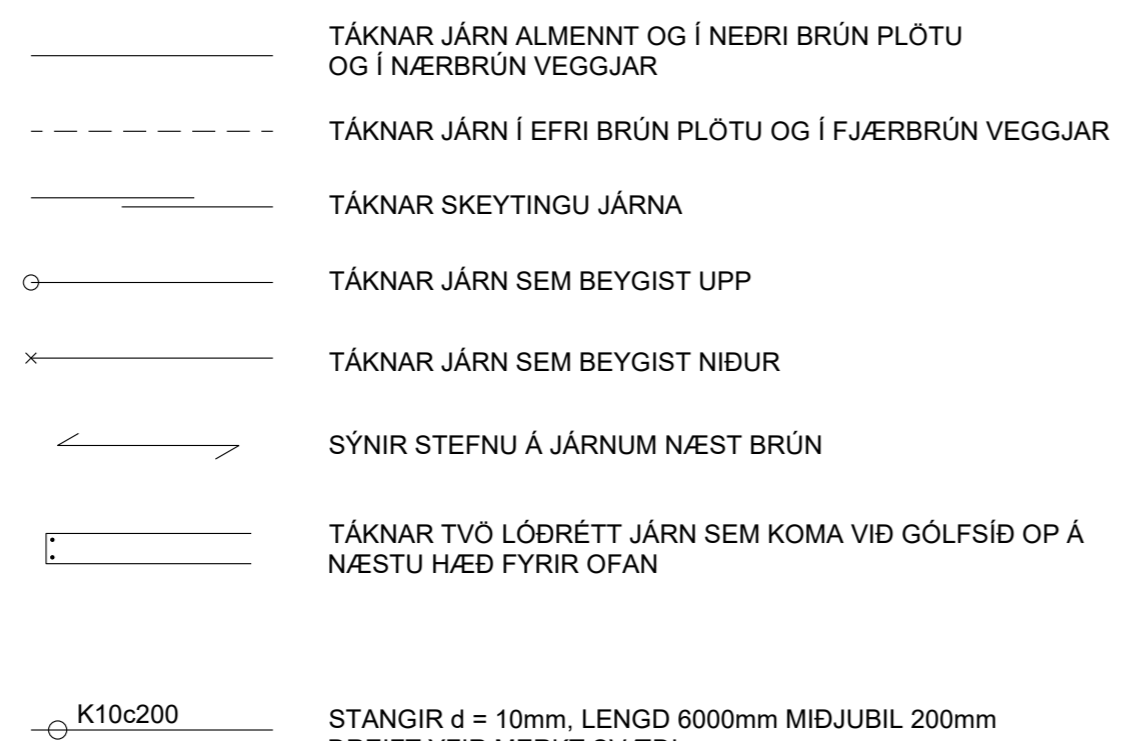 TÁKNAR JÁRN ALMENNT OG Í NEÐRI BRÚN PLÖTU
OG Í NÆRBRÚN VEGGJAR
TÁKNAR JÁRN Í EFRI BRÚN PLÖTU OG Í FJÆRBRÚN VEGGJAR
TÁKNAR SKEYTINGU JÁRNA
TÁKNAR JÁRN SEM BEYGIST UPP
TÁKNAR JÁRN SEM BEYGIST NIÐUR
SÝNIR STEFNU Á JÁRNUM NÆST BRÚN
TÁKNAR TVÖ LÓÐRÉTT JÁRN SEM KOMA VIÐ GÓLFSÍÐ OP Á
NÆSTU HÆÐ FYRIR OFAN
K10c200
STANGIR d = 10mm, LENGD 6000mm MIÐJUBIL 200mm